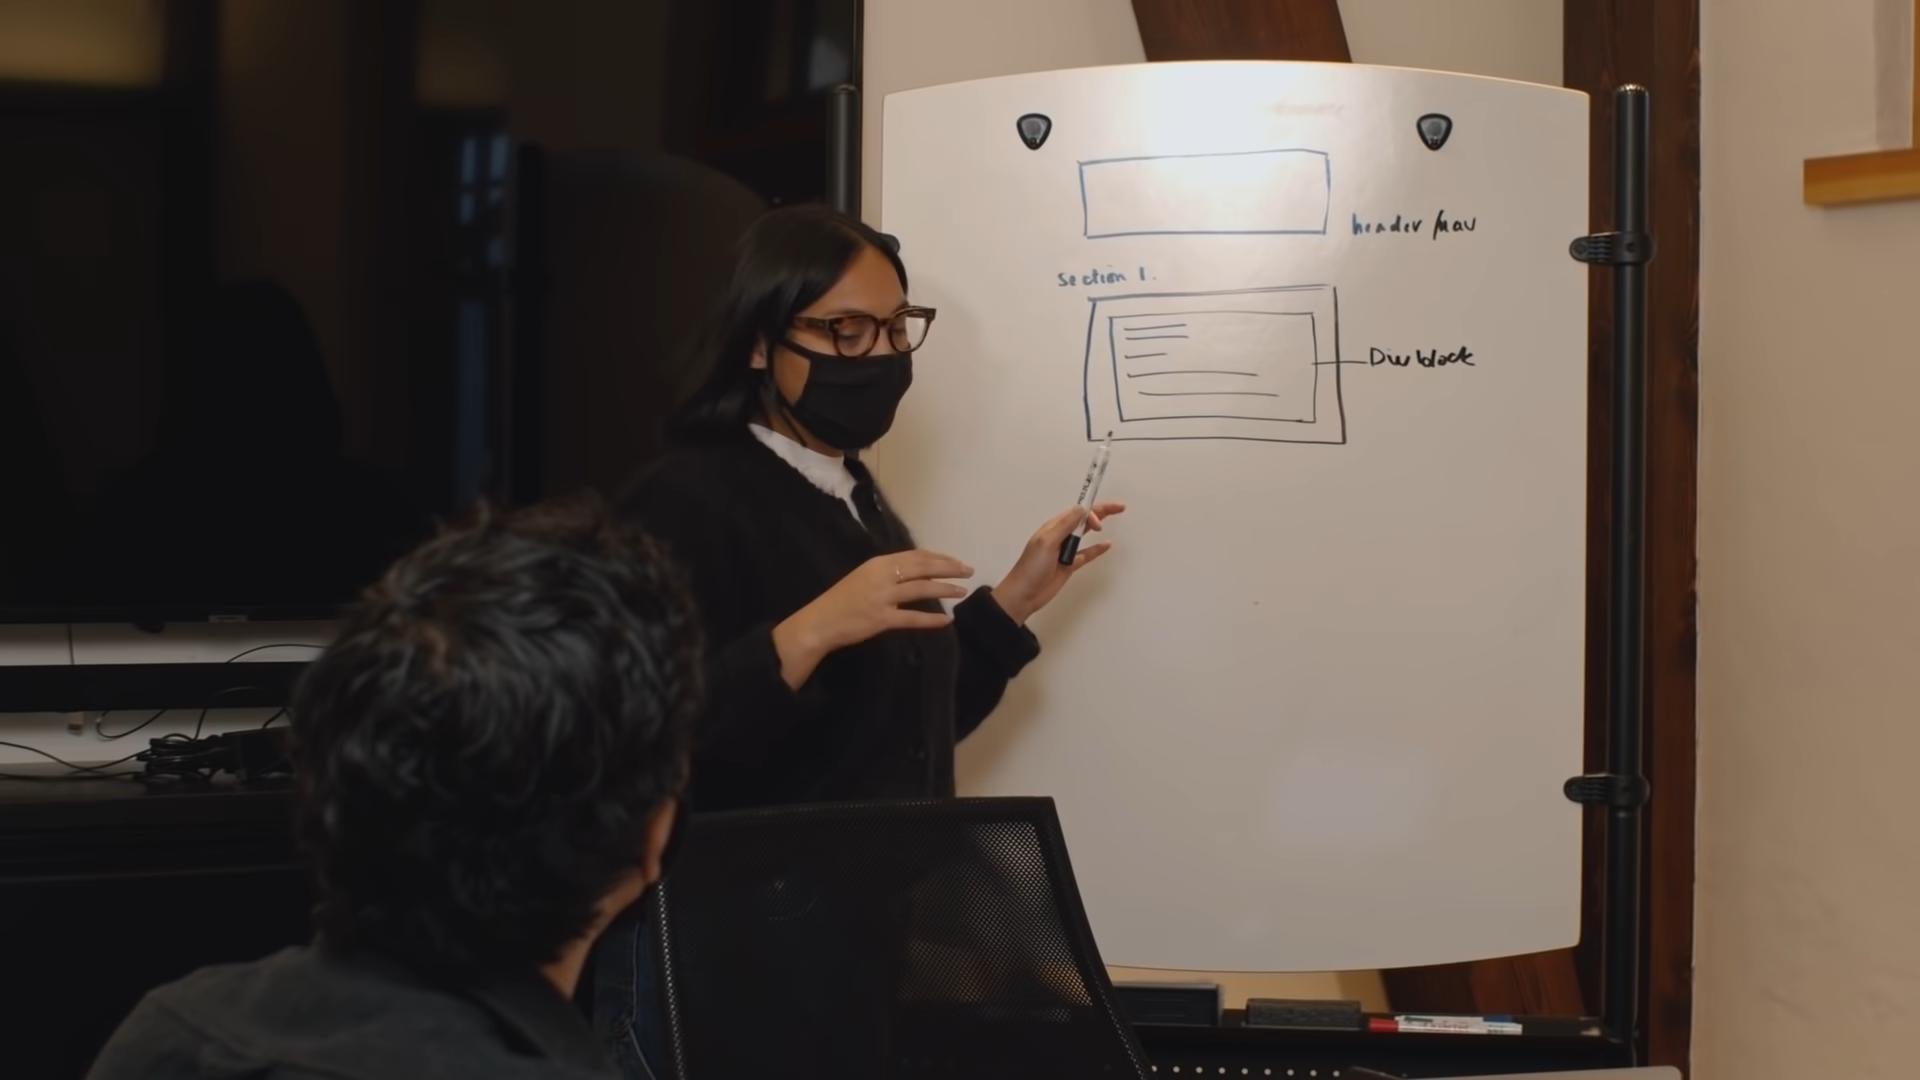 header/nav
Section 1.
Div block